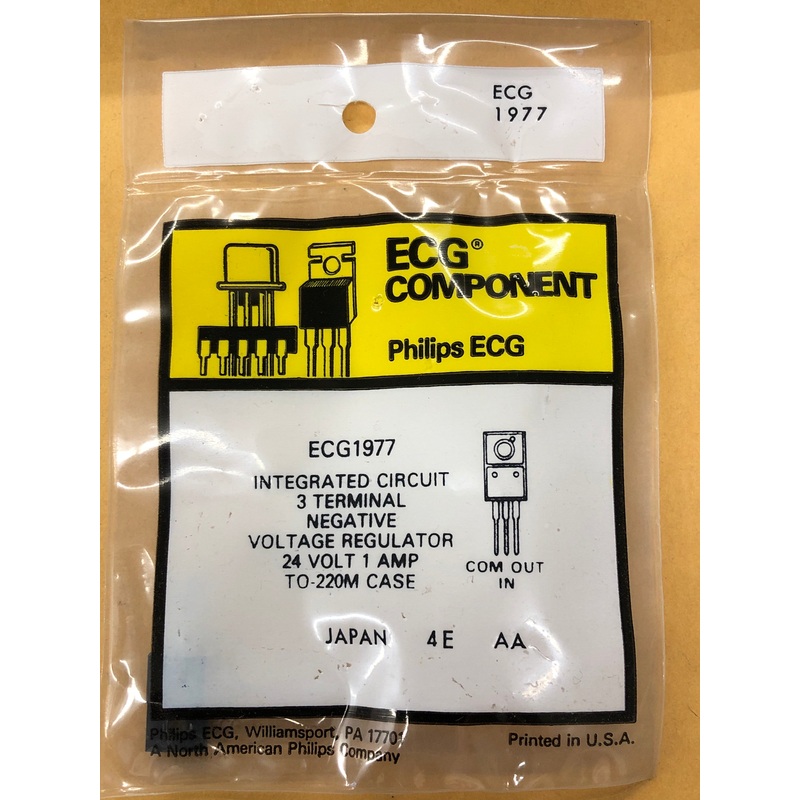 ECG
1977
ECG®
COMPONENT
Philips ECG
ECG1977
INTEGRATED CIRCUIT
3 TERMINAL
NEGATIVE
VOLTAGE REGULATOR
24 VOLT 1 AMP
TO-220M CASE
COM OUT
IN
JAPAN 4E AA
Philips ECG, Williamsport, PA 17701
A North American Philips Company
Printed in U.S.A.